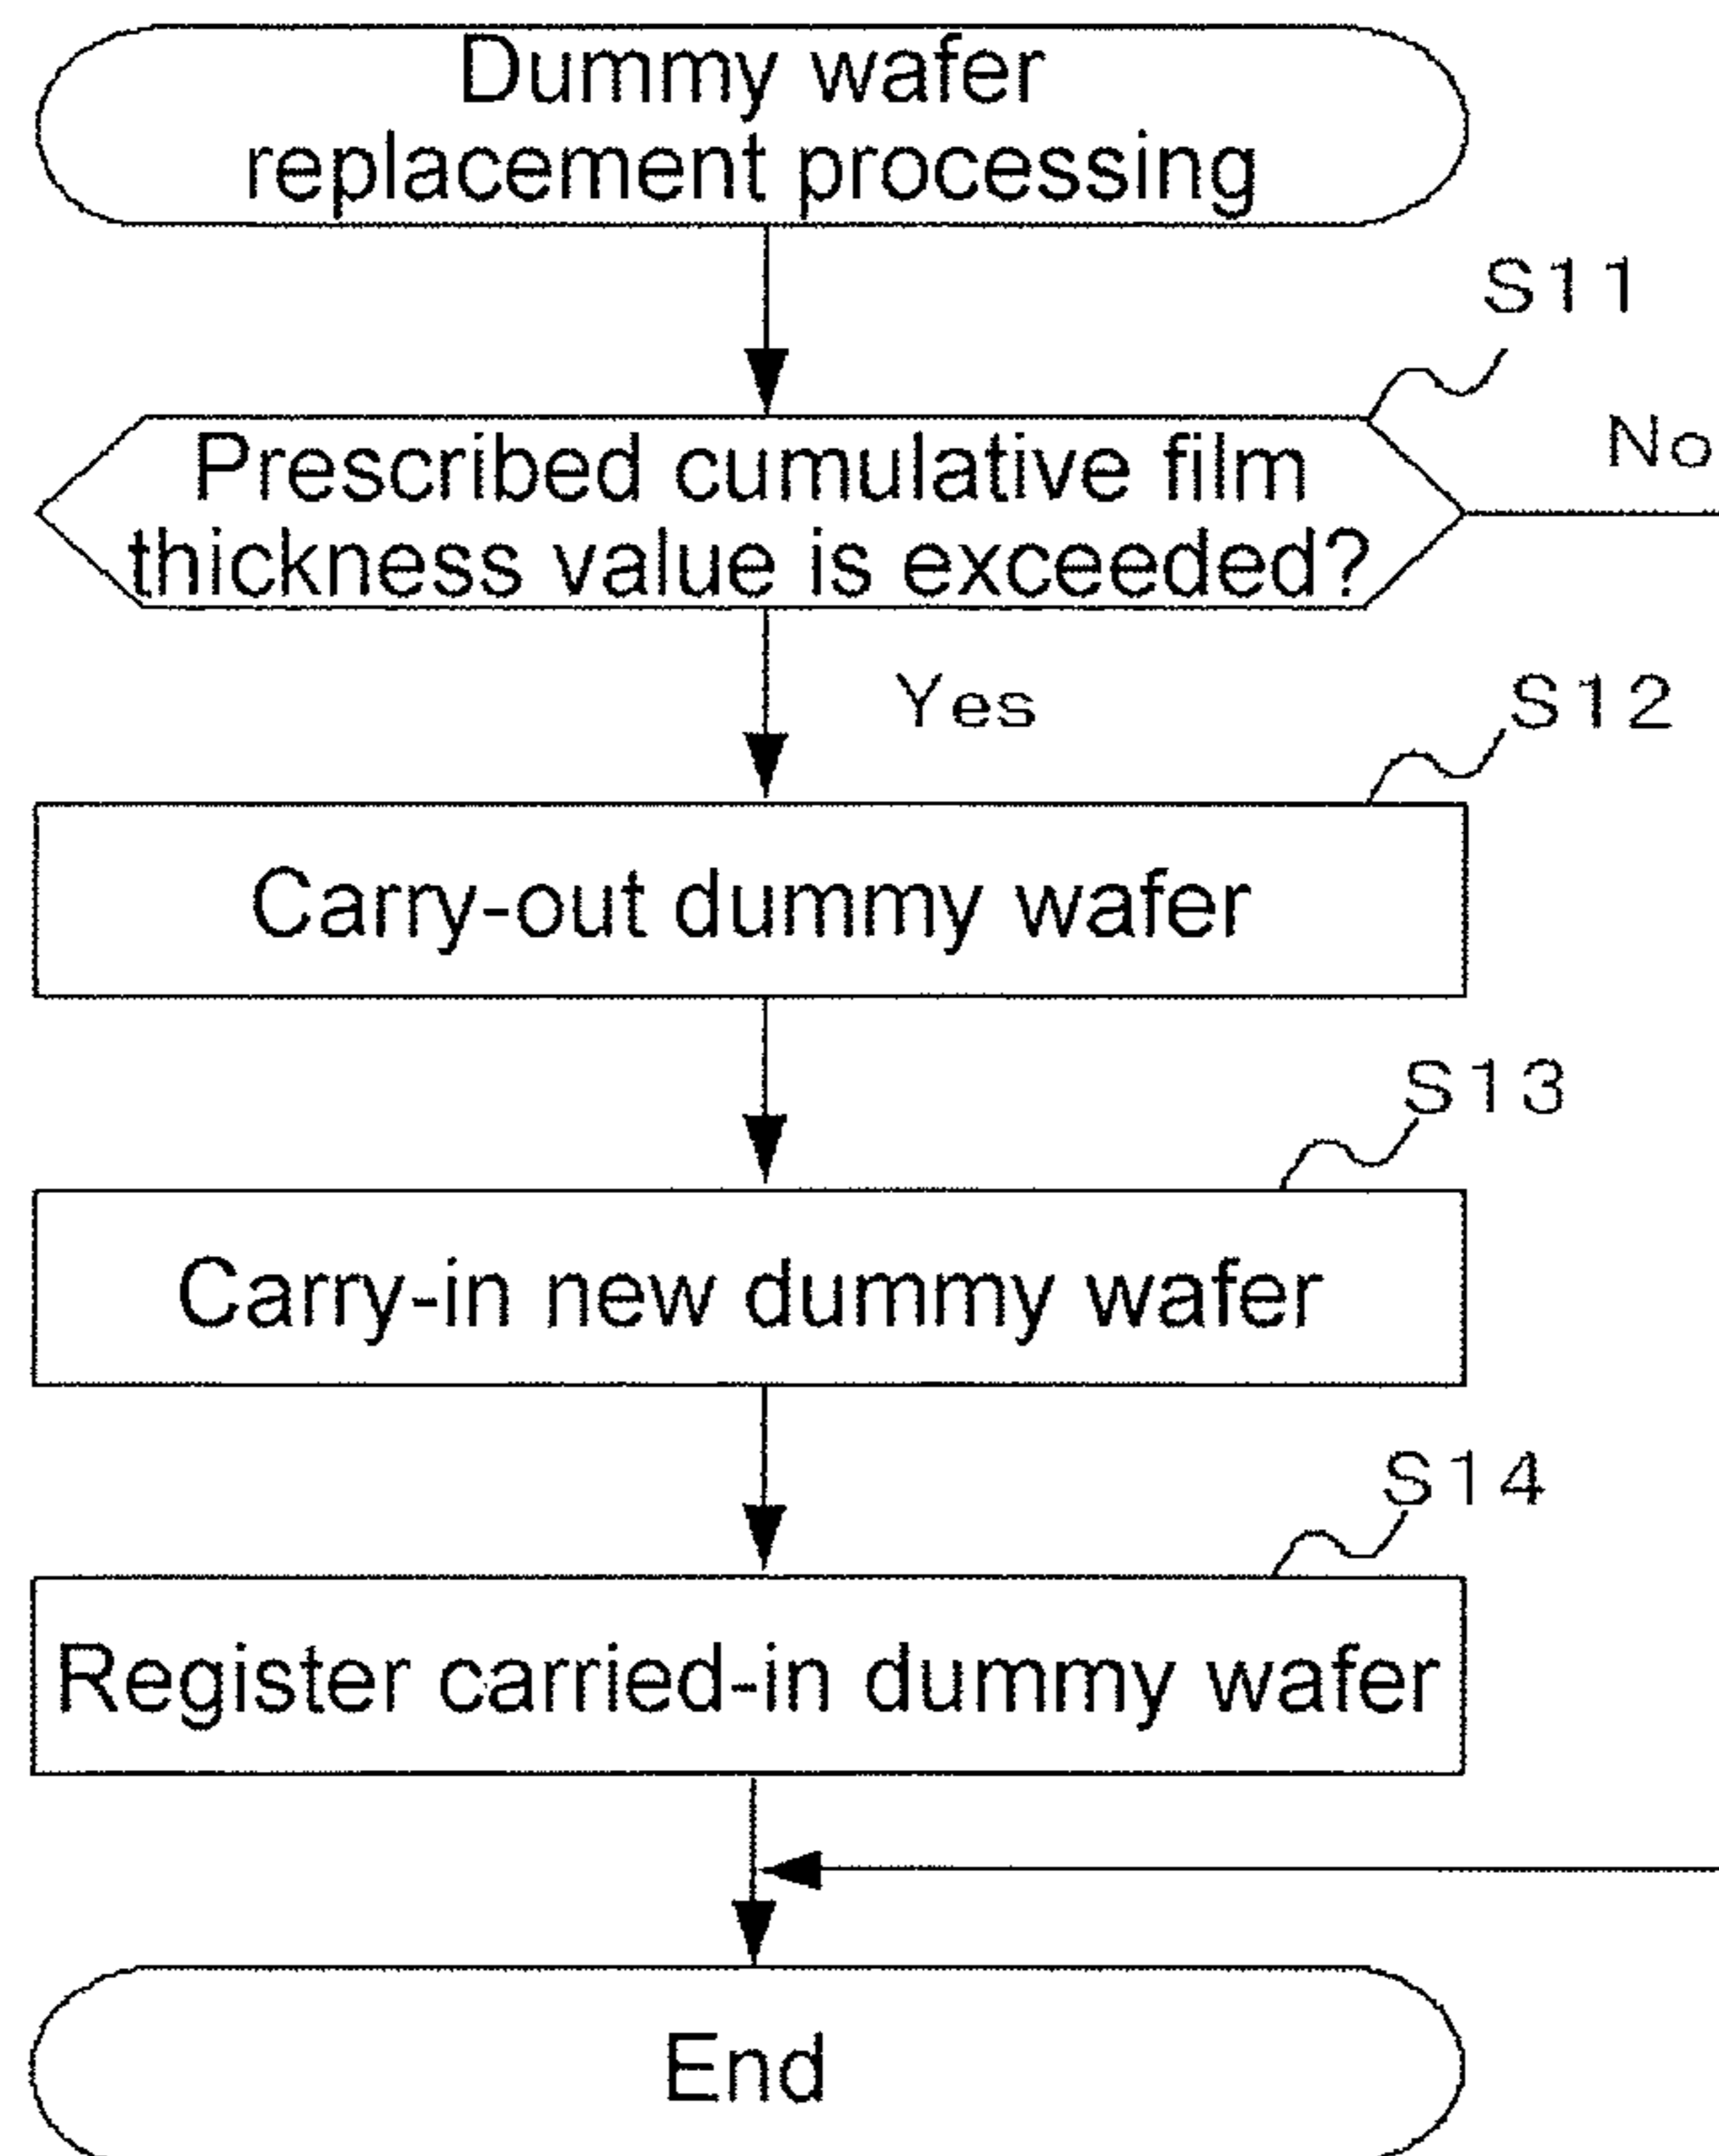 Dummy wafer
replacement processing
S11
Prescribed cumulative film
thickness value is exceeded?
No
Yes
S12
Carry-out dummy wafer
S13
Carry-in new dummy wafer
S14
Register carried-in dummy wafer
End